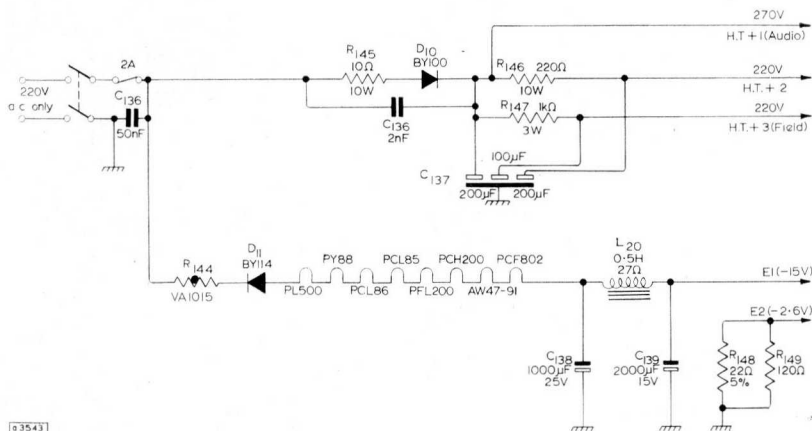 270V
H.T.+1(Audio)
2A
R145
10Ω
10W
D10
BY100
R146
220Ω
10W
220V
H.T.+ 2
220V
a c only
C136
50nF
C136
2nF
R147
1kΩ
3W
220V
H.T.+3(Field)
100μF
C137
200μF
200μF
R144
VA1015
D11
BY114
PL500
PY88
PCL86
PCL85
PFL200
PCH200
AW47-91
PCF802
L20
0·5H
27Ω
E1(-15V)
E2(-2·6V)
C138
1000μF
25V
C139
2000μF
15V
R148
22Ω
5%
R149
120Ω
a3543